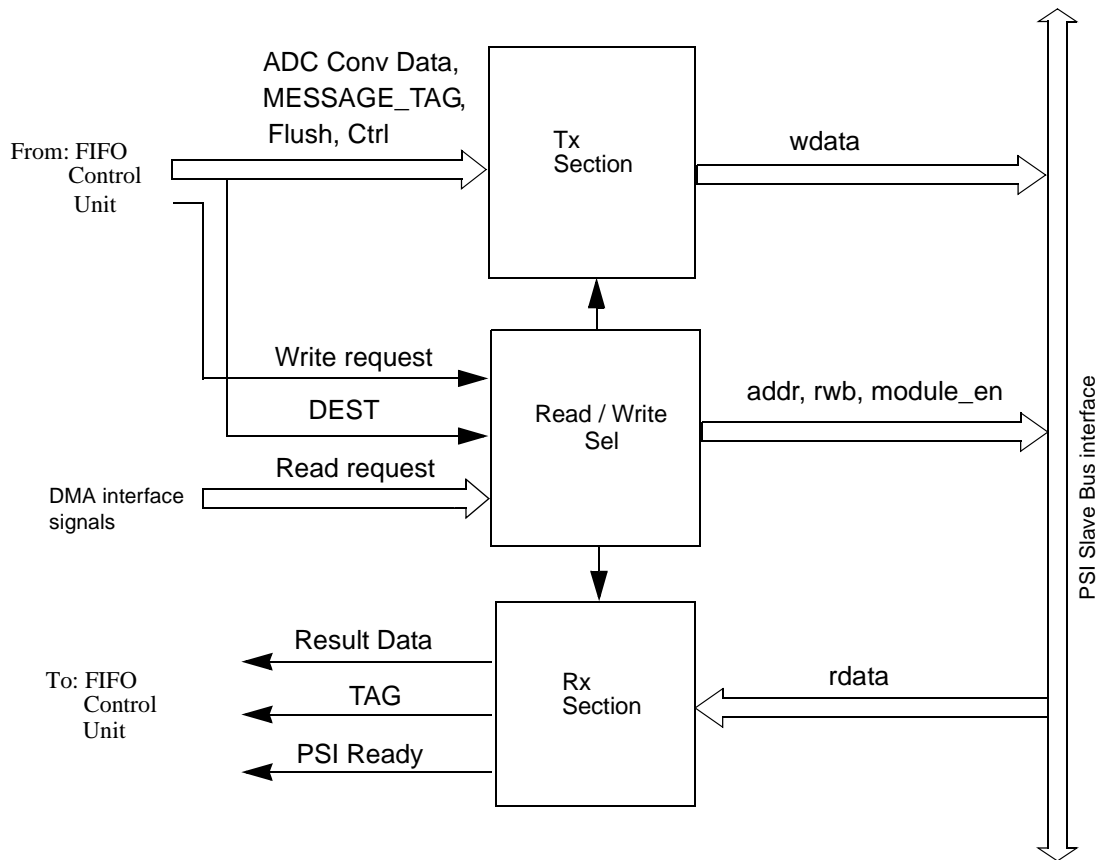 ADC Conv Data,
MESSAGE_TAG,
Flush, Ctrl
From: FIFO
Control
Unit
Tx
Section
wdata
Write request
DEST
Read request
DMA interface
signals
Read / Write
Sel
addr, rwb, module_en
PSI Slave Bus interface
Result Data
TAG
PSI Ready
To: FIFO
Control
Unit
Rx
Section
rdata